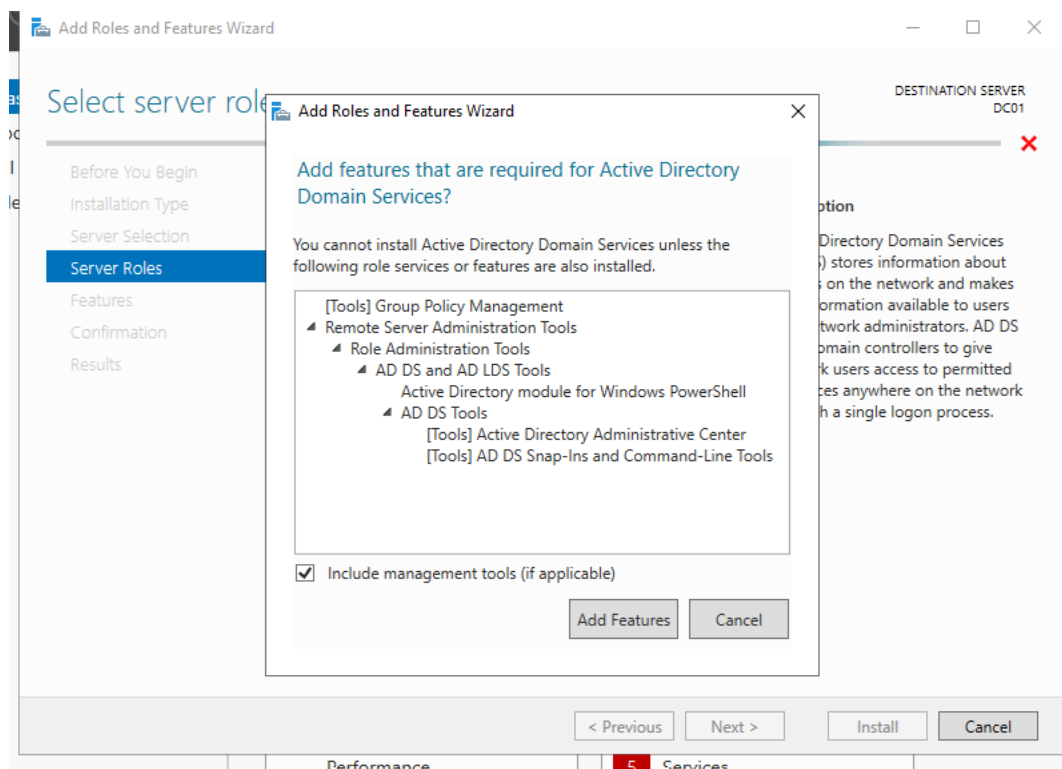 Add Roles and Features Wizard
Select server role
DESTINATION SERVER
DC01
Before You Begin
Installation Type
Server Selection
Server Roles
Features
Confirmation
Results
Add Roles and Features Wizard
Add features that are required for Active Directory
Domain Services?
You cannot install Active Directory Domain Services unless the
following role services or features are also installed.
[Tools] Group Policy Management
Remote Server Administration Tools
Role Administration Tools
AD DS and AD LDS Tools
Active Directory module for Windows PowerShell
AD DS Tools
[Tools] Active Directory Administrative Center
[Tools] AD DS Snap-Ins and Command-Line Tools
Include management tools (if applicable)
Add Features
Cancel
ption
Directory Domain Services
) stores information about
s on the network and makes
ormation available to users
twork administrators. AD DS
omain controllers to give
rk users access to permitted
ces anywhere on the network
h a single logon process.
< Previous
Next >
Install
Cancel
Performance
5 Services